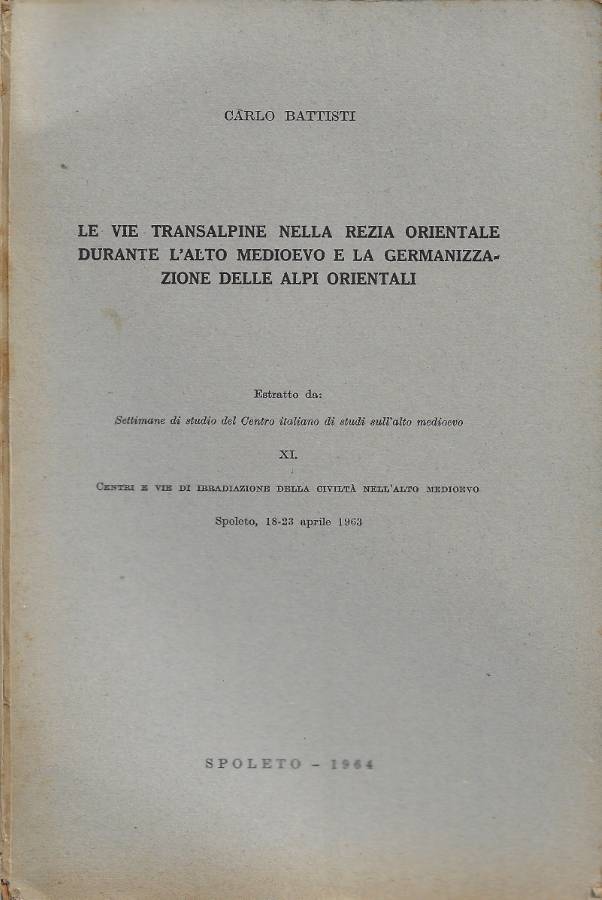 CARLO BATTISTI
LE VIE TRANSALPINE NELLA REZIA ORIENTALE
DURANTE L'ALTO MEDIOEVO E LA GERMANIZZA-
ZIONE DELLE ALPI ORIENTALI
Estratto da:
Settimane di studio del Centro italiano di studi sull'alto medioevo
XI.
CENTRI E VIE DI IRRADIAZIONE DELLA CIVILTÀ NELL'ALTO MEDIOEVO
Spoleto, 18-23 aprile 1963
SPOLETO - 1964